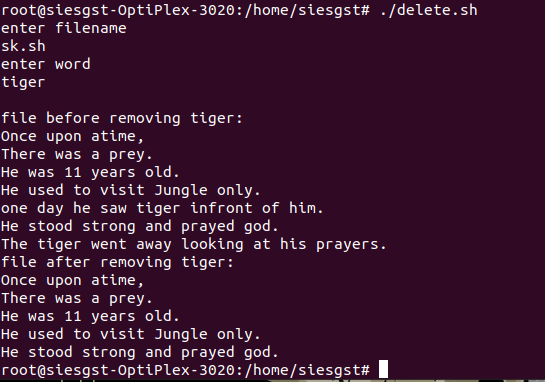 root@siesgst-OptiPlex-3020:/home/siesgst# ./delete.sh
enter filename
sk.sh
enter word
tiger
file before removing tiger:
Once upon atime,
There was a prey.
He was 11 years old.
He used to visit Jungle only.
one day he saw tiger infront of him.
He stood strong and prayed god.
The tiger went away looking at his prayers.
file after removing tiger:
Once upon atime,
There was a prey.
He was 11 years old.
He used to visit Jungle only.
He stood strong and prayed god.
root@siesgst-OptiPlex-3020:/home/siesgst#